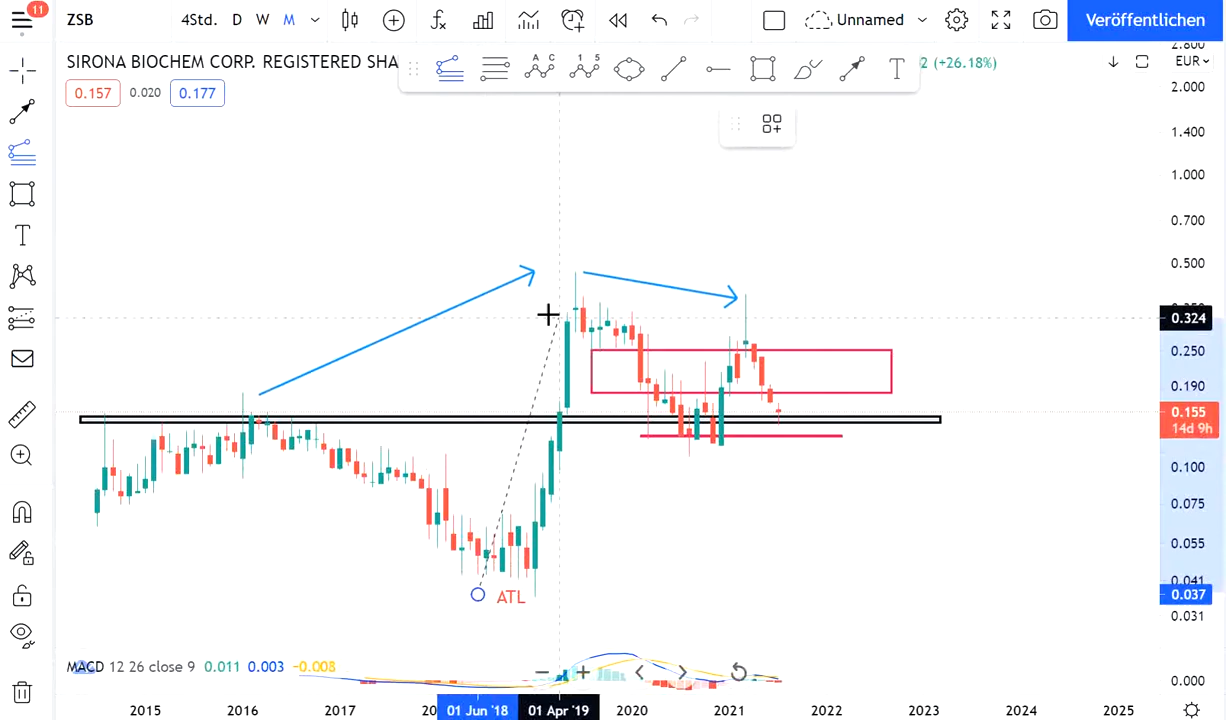 11
ZSB 4Std. D W M Unnamed Veröffentlichen
SIRONA BIOCHEM CORP. REGISTERED SHA
A C
1 5
T
2 (+26.18%)
EUR
0.157 0.020 0.177
2.800
2.000
1.400
1.000
0.700
0.500
0.324
0.250
0.190
0.155
14d 9h
0.100
0.075
0.055
0.041
0.037
0.031
ATL
MACD 12 26 close 9 0.011 0.003 −0.008
0.000
2015 2016 2017 01 Jun '18 01 Apr '19 2020 2021 2022 2023 2024 2025